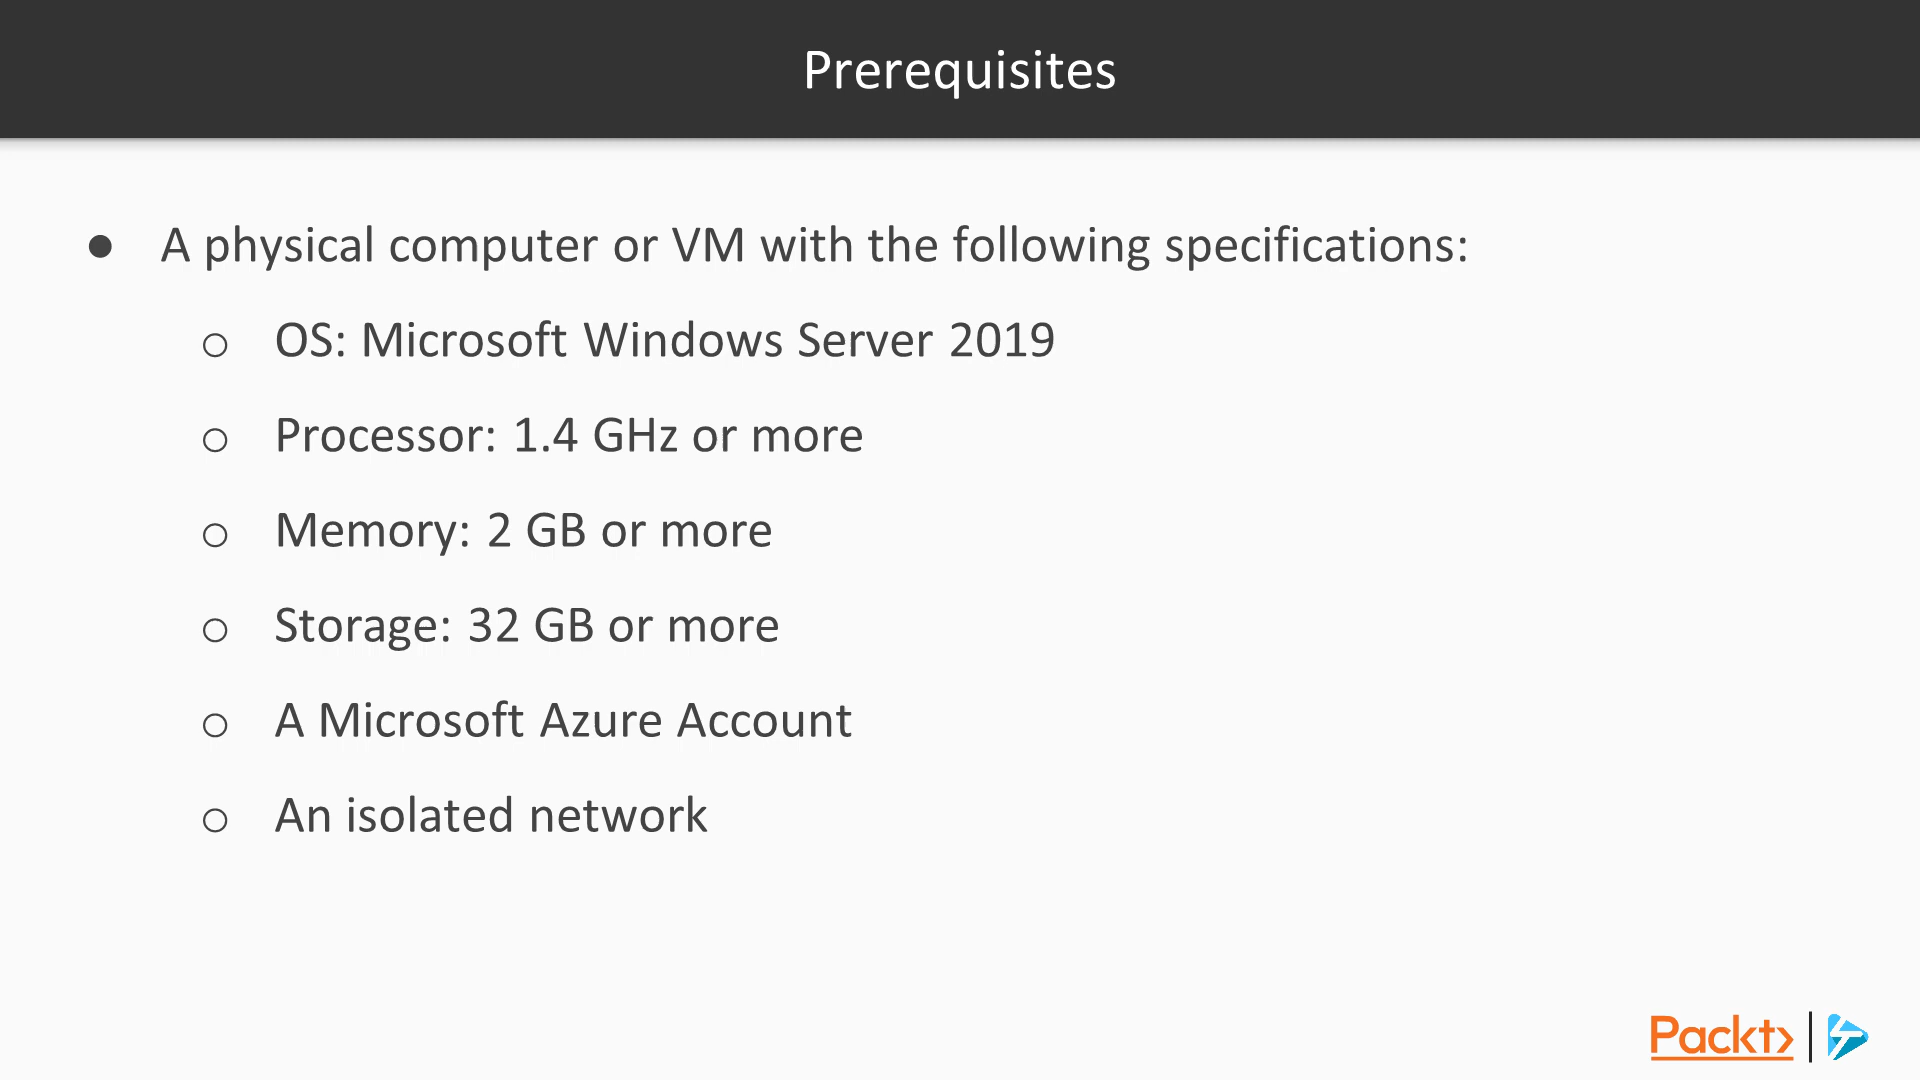 Prerequisites
● A physical computer or VM with the following specifications:
○ OS: Microsoft Windows Server 2019
○ Processor: 1.4 GHz or more
○ Memory: 2 GB or more
○ Storage: 32 GB or more
○ A Microsoft Azure Account
○ An isolated network
Packt